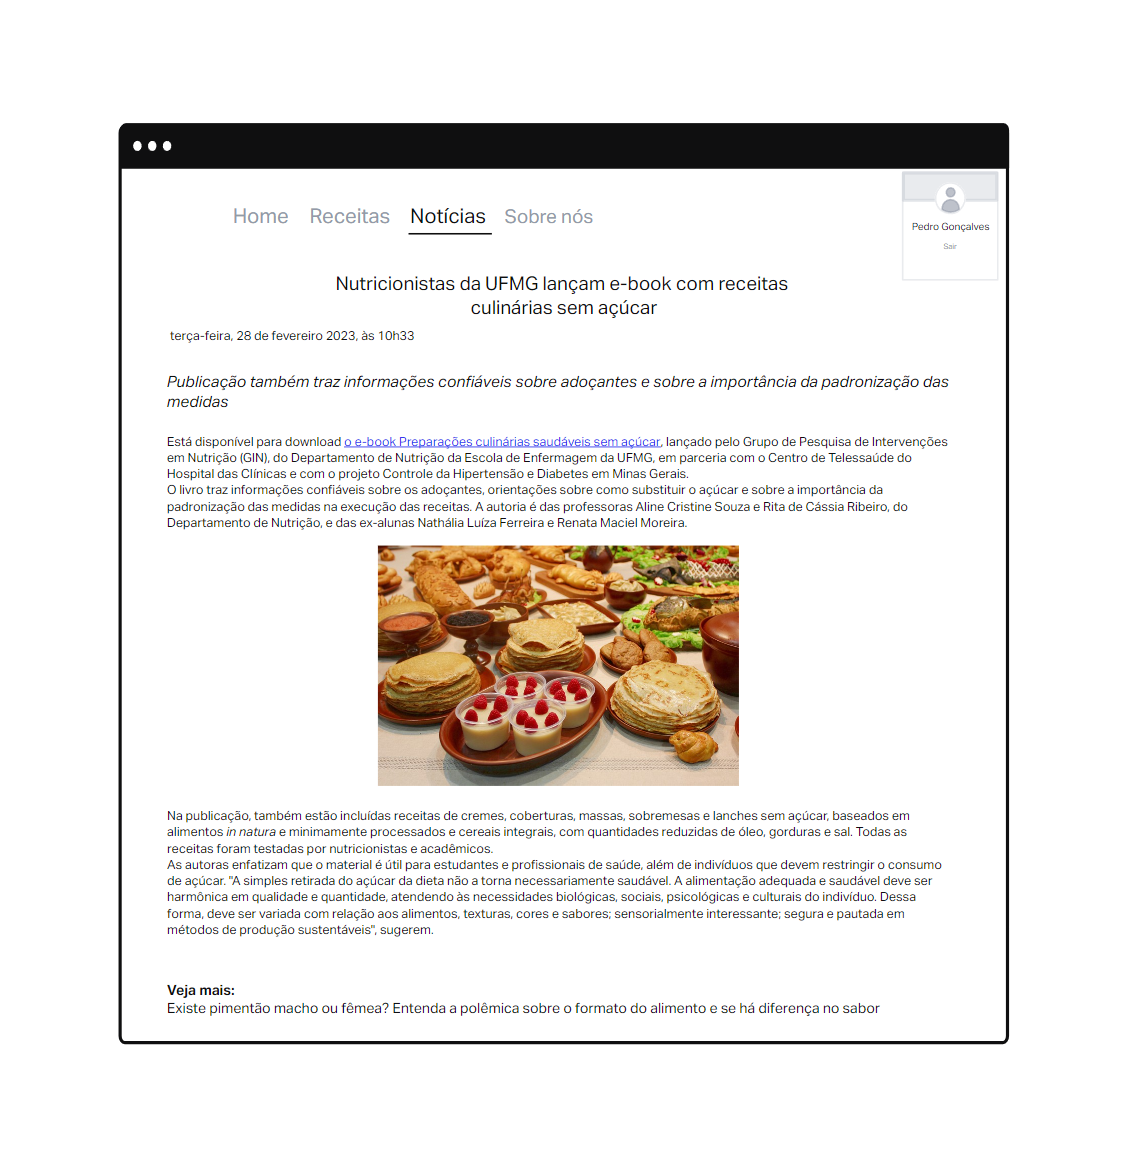 Home Receitas Notícias Sobre nós
Pedro Gonçalves
Sair
Nutricionistas da UFMG lançam e-book com receitas
culinárias sem açúcar
terça-feira, 28 de fevereiro 2023, às 10h33
Publicação também traz informações confiáveis sobre adoçantes e sobre a importância da padronização das
medidas
Está disponível para download o e-book Preparações culinárias saudáveis sem açúcar, lançado pelo Grupo de Pesquisa de Intervenções
em Nutrição (GIN), do Departamento de Nutrição da Escola de Enfermagem da UFMG, em parceria com o Centro de Telessaúde do
Hospital das Clínicas e com o projeto Controle da Hipertensão e Diabetes em Minas Gerais.
O livro traz informações confiáveis sobre os adoçantes, orientações sobre como substituir o açúcar e sobre a importância da
padronização das medidas na execução das receitas. A autoria é das professoras Aline Cristine Souza e Rita de Cássia Ribeiro, do
Departamento de Nutrição, e das ex-alunas Nathália Luíza Ferreira e Renata Maciel Moreira.
Na publicação, também estão incluídas receitas de cremes, coberturas, massas, sobremesas e lanches sem açúcar, baseados em
alimentos in natura e minimamente processados e cereais integrais, com quantidades reduzidas de óleo, gorduras e sal. Todas as
receitas foram testadas por nutricionistas e acadêmicos.
As autoras enfatizam que o material é útil para estudantes e profissionais de saúde, além de indivíduos que devem restringir o consumo
de açúcar. "A simples retirada do açúcar da dieta não a torna necessariamente saudável. A alimentação adequada e saudável deve ser
harmônica em qualidade e quantidade, atendendo às necessidades biológicas, sociais, psicológicas e culturais do indivíduo. Dessa
forma, deve ser variada com relação aos alimentos, texturas, cores e sabores; sensorialmente interessante; segura e pautada em
métodos de produção sustentáveis", sugerem.
Veja mais:
Existe pimentão macho ou fêmea? Entenda a polêmica sobre o formato do alimento e se há diferença no sabor